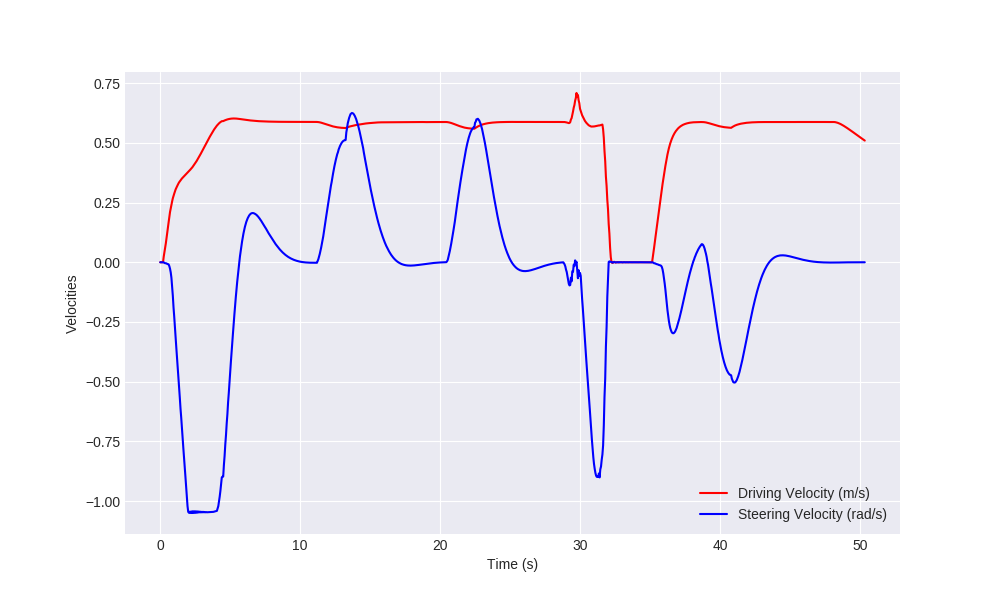 0.75
0.50
0.25
0.00
−0.25
−0.50
−0.75
−1.00
Velocities
0 10 20 30 40 50
Time (s)
Driving Velocity (m/s)
Steering Velocity (rad/s)